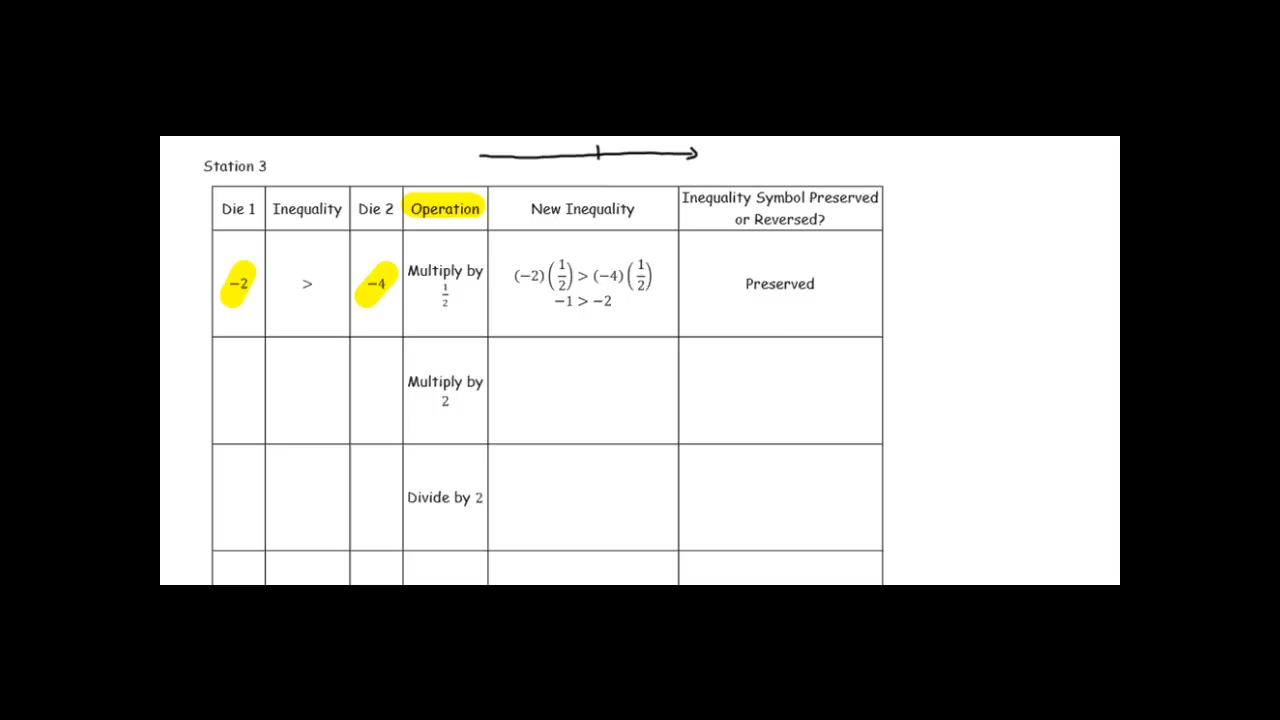 Station 3
Die 1 Inequality Die 2 Operation New Inequality Inequality Symbol Preserved
or Reversed?
−2 > −4 Multiply by
1/2
(−2)(1/2) > (−4)(1/2)
−1 > −2
Preserved
Multiply by
2
Divide by 2